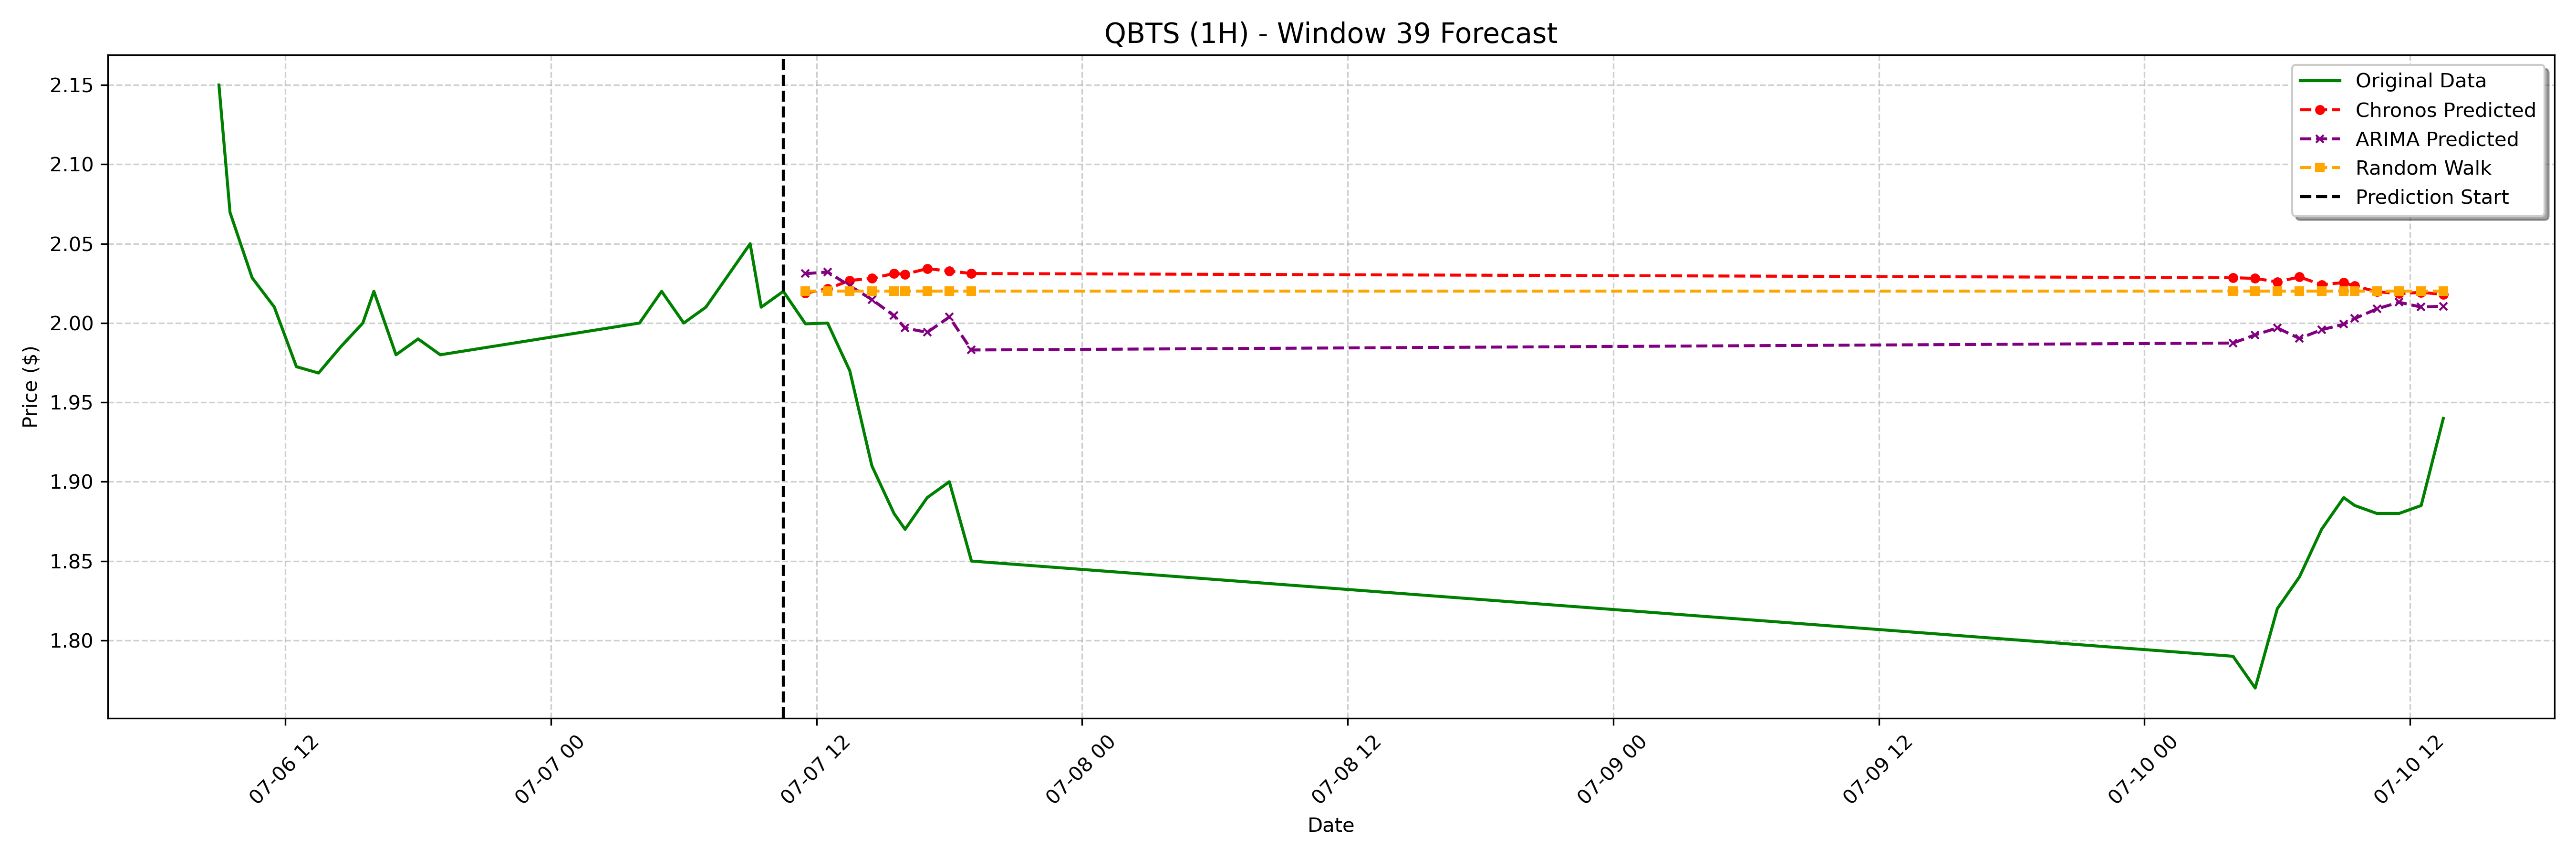 QBTS (1H) - Window 39 Forecast
Original Data
Chronos Predicted
ARIMA Predicted
Random Walk
Prediction Start
Price ($)
2.15
2.10
2.05
2.00
1.95
1.90
1.85
1.80
07-06 12
07-07 00
07-07 12
07-08 00
07-08 12
07-09 00
07-09 12
07-10 00
07-10 12
Date